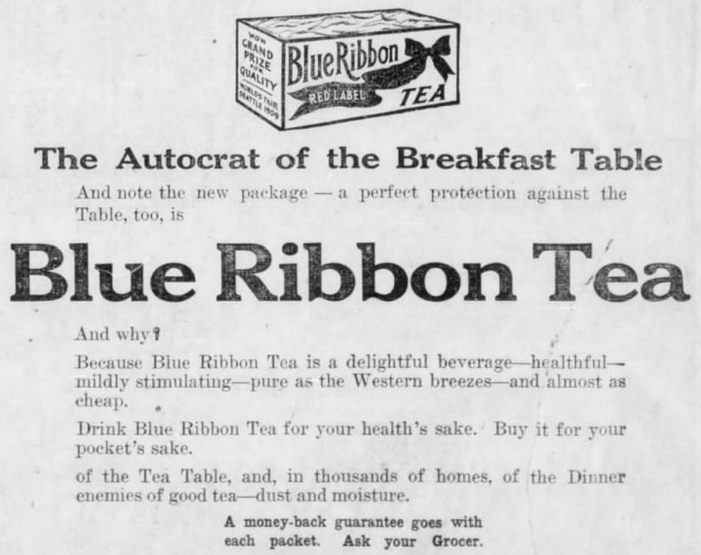 WON
GRAND
PRIZE
FOR
QUALITY
WORLD'S FAIR
SEATTLE 1909
Blue Ribbon
RED LABEL
TEA
The Autocrat of the Breakfast Table
And note the new package — a perfect protection against the
Table, too, is
Blue Ribbon Tea
And why?
Because Blue Ribbon Tea is a delightful beverage—healthful—
mildly stimulating—pure as the Western breezes—and almost as
cheap.
Drink Blue Ribbon Tea for your health's sake. Buy it for your
pocket's sake.
of the Tea Table, and, in thousands of homes, of the Dinner
enemies of good tea—dust and moisture.
A money-back guarantee goes with
each packet. Ask your Grocer.